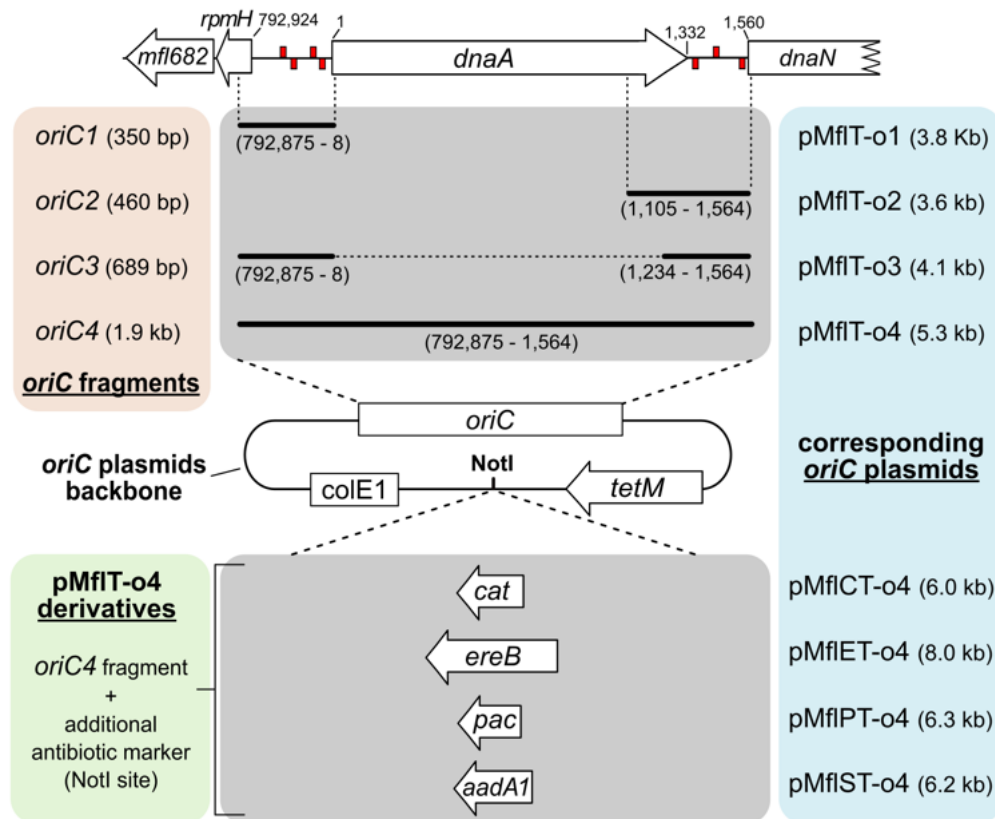 rpmH 792,924 1 1,332 1,560
mfl682 dnaA dnaN
oriC1 (350 bp) (792,875 - 8) pMflT-o1 (3.8 Kb)
oriC2 (460 bp) (1,105 - 1,564) pMflT-o2 (3.6 kb)
oriC3 (689 bp) (792,875 - 8) (1,234 - 1,564) pMflT-o3 (4.1 kb)
oriC4 (1.9 kb) (792,875 - 1,564) pMflT-o4 (5.3 kb)
oriC fragments
oriC
oriC plasmids
backbone
colE1 NotI tetM
corresponding
oriC plasmids
pMflT-o4
derivatives
oriC4 fragment
+
additional
antibiotic marker
(NotI site)
cat pMflCT-o4 (6.0 kb)
ereB pMflET-o4 (8.0 kb)
pac pMflPT-o4 (6.3 kb)
aadA1 pMflST-o4 (6.2 kb)